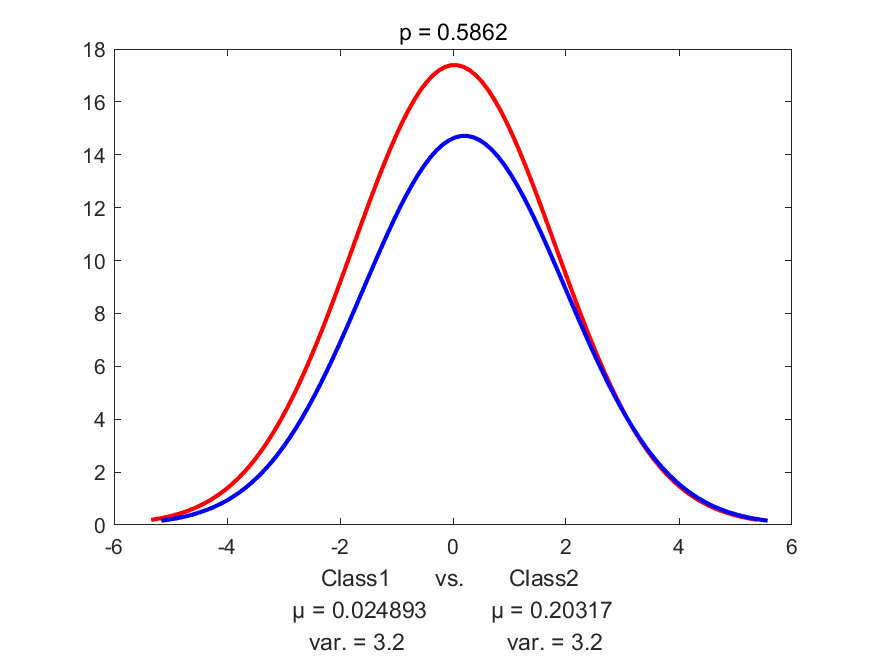 p = 0.5862
18
16
14
12
10
8
6
4
2
0
-6 -4 -2 0 2 4 6
Class1 vs. Class2
μ = 0.024893 μ = 0.20317
var. = 3.2 var. = 3.2